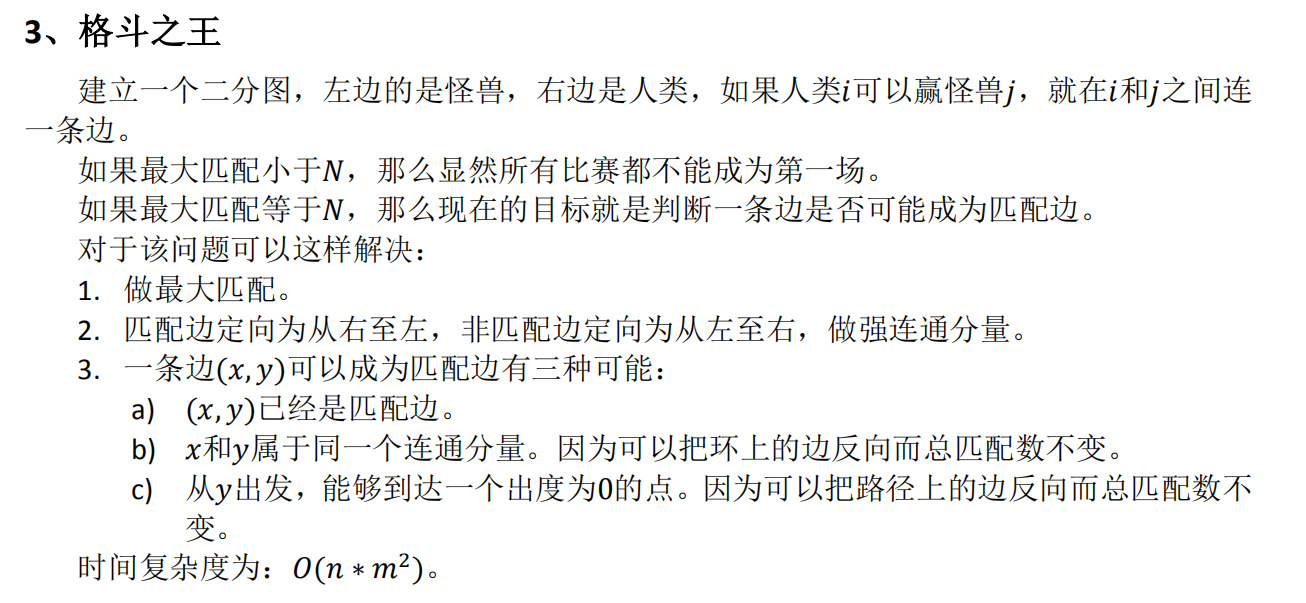 3、格斗之王
建立一个二分图，左边的是怪兽，右边是人类，如果人类i可以赢怪兽j，就在i和j之间连
一条边。
如果最大匹配小于N，那么显然所有比赛都不能成为第一场。
如果最大匹配等于N，那么现在的目标就是判断一条边是否可能成为匹配边。
对于该问题可以这样解决：
1. 做最大匹配。
2. 匹配边定向为从右至左，非匹配边定向为从左至右，做强连通分量。
3. 一条边(x,y)可以成为匹配边有三种可能：
a) (x,y)已经是匹配边。
b) x和y属于同一个连通分量。因为可以把环上的边反向而总匹配数不变。
c) 从y出发，能够到达一个出度为0的点。因为可以把路径上的边反向而总匹配数不
变。
时间复杂度为：O(n * m²)。